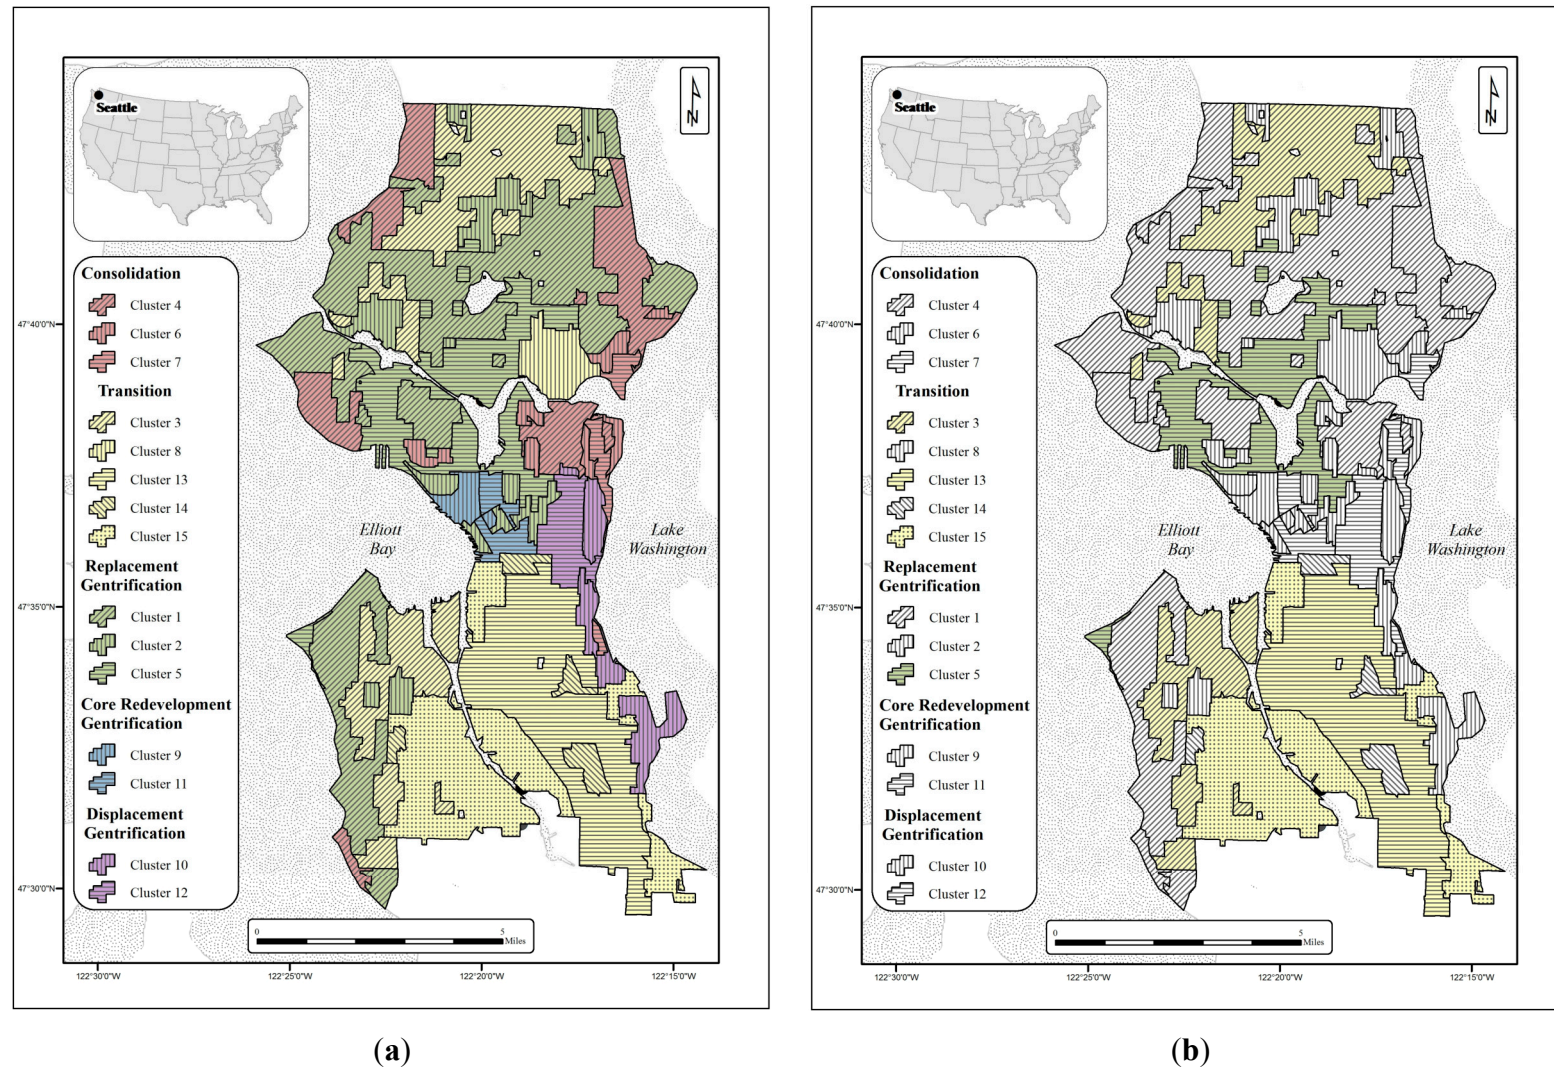 Seattle
N
Consolidation
Cluster 4
Cluster 6
Cluster 7
Transition
Cluster 3
Cluster 8
Cluster 13
Cluster 14
Cluster 15
Replacement
Gentrification
Cluster 1
Cluster 2
Cluster 5
Core Redevelopment
Gentrification
Cluster 9
Cluster 11
Displacement
Gentrification
Cluster 10
Cluster 12
Elliott
Bay
Lake
Washington
47°40'0"N
47°35'0"N
47°30'0"N
0 5
Miles
122°30'0"W 122°25'0"W 122°20'0"W 122°15'0"W
(a)
Seattle
N
Consolidation
Cluster 4
Cluster 6
Cluster 7
Transition
Cluster 3
Cluster 8
Cluster 13
Cluster 14
Cluster 15
Replacement
Gentrification
Cluster 1
Cluster 2
Cluster 5
Core Redevelopment
Gentrification
Cluster 9
Cluster 11
Displacement
Gentrification
Cluster 10
Cluster 12
Elliott
Bay
Lake
Washington
47°40'0"N
47°35'0"N
47°30'0"N
0 5
Miles
122°30'0"W 122°25'0"W 122°20'0"W 122°15'0"W
(b)